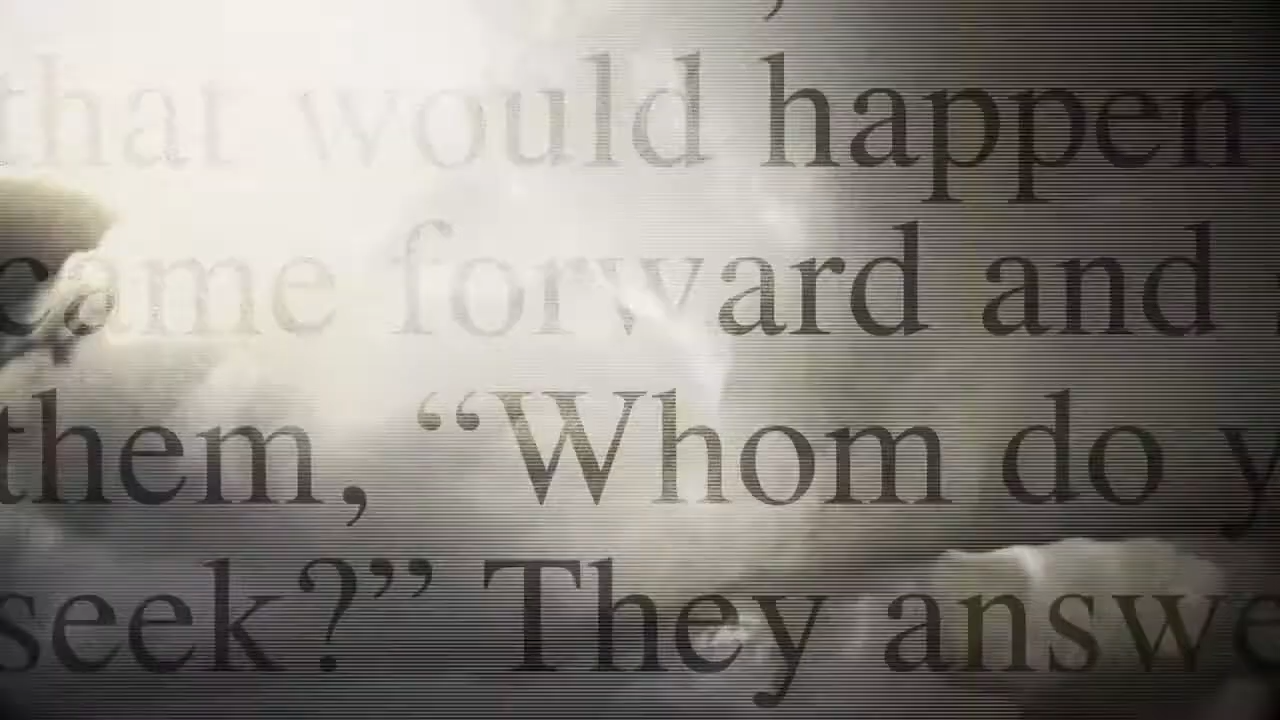 that would happen
came forward and
them, “Whom do y
seek?” They answe